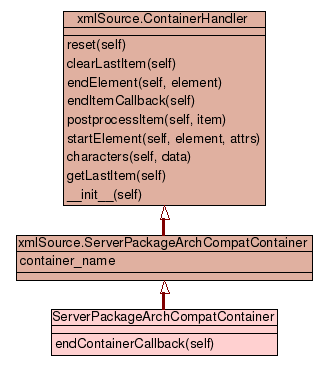 xmlSource.ContainerHandler
reset(self)
clearLastItem(self)
endElement(self, element)
endItemCallback(self)
postprocessItem(self, item)
startElement(self, element, attrs)
characters(self, data)
getLastItem(self)
__init__(self)
xmlSource.ServerPackageArchCompatContainer
container_name
ServerPackageArchCompatContainer
endContainerCallback(self)